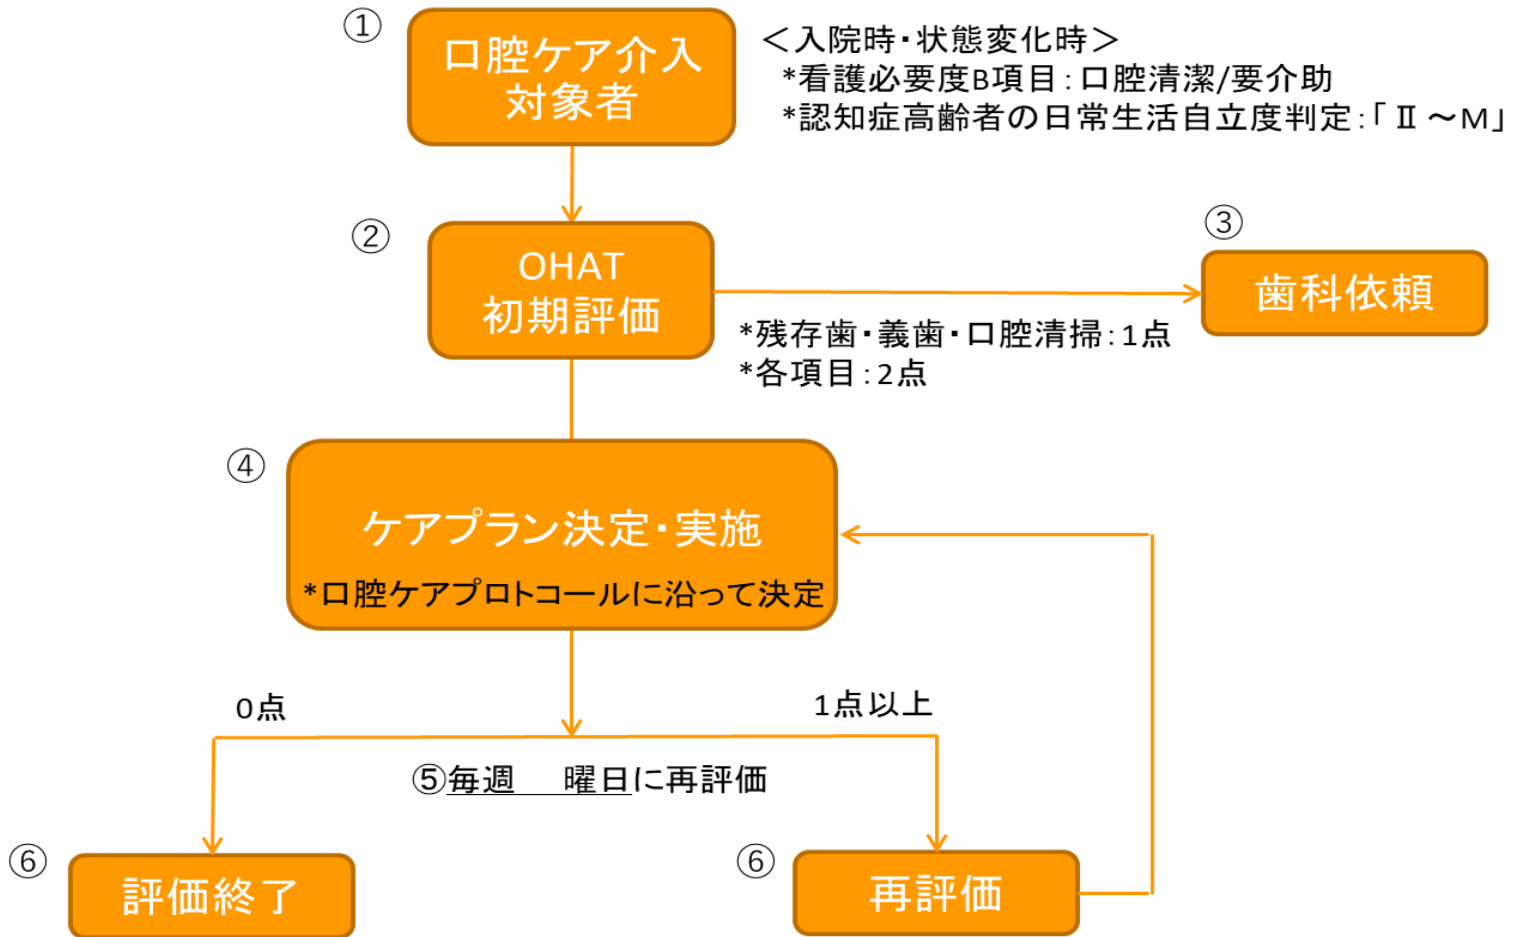 ①
口腔ケア介入
対象者
＜入院時・状態変化時＞
*看護必要度B項目：口腔清潔/要介助
*認知症高齢者の日常生活自立度判定：「Ⅱ～M」
②
OHAT
初期評価
③
歯科依頼
*残存歯・義歯・口腔清掃：1点
*各項目：2点
④
ケアプラン決定・実施
*口腔ケアプロトコールに沿って決定
0点
1点以上
⑤毎週　曜日に再評価
⑥
評価終了
⑥
再評価